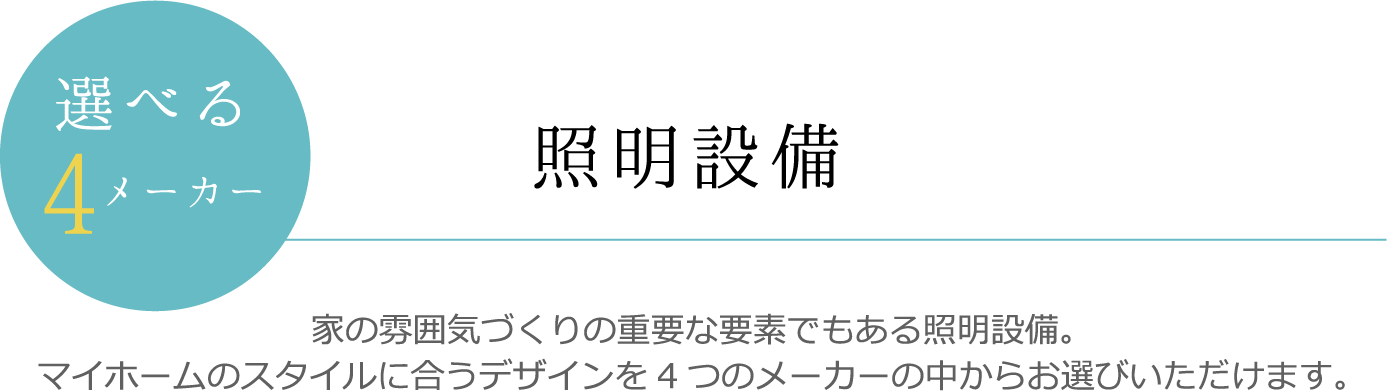 選べる
4メーカー
照明設備
家の雰囲気づくりの重要な要素でもある照明設備。
マイホームのスタイルに合うデザインを4つのメーカーの中からお選びいただけます。